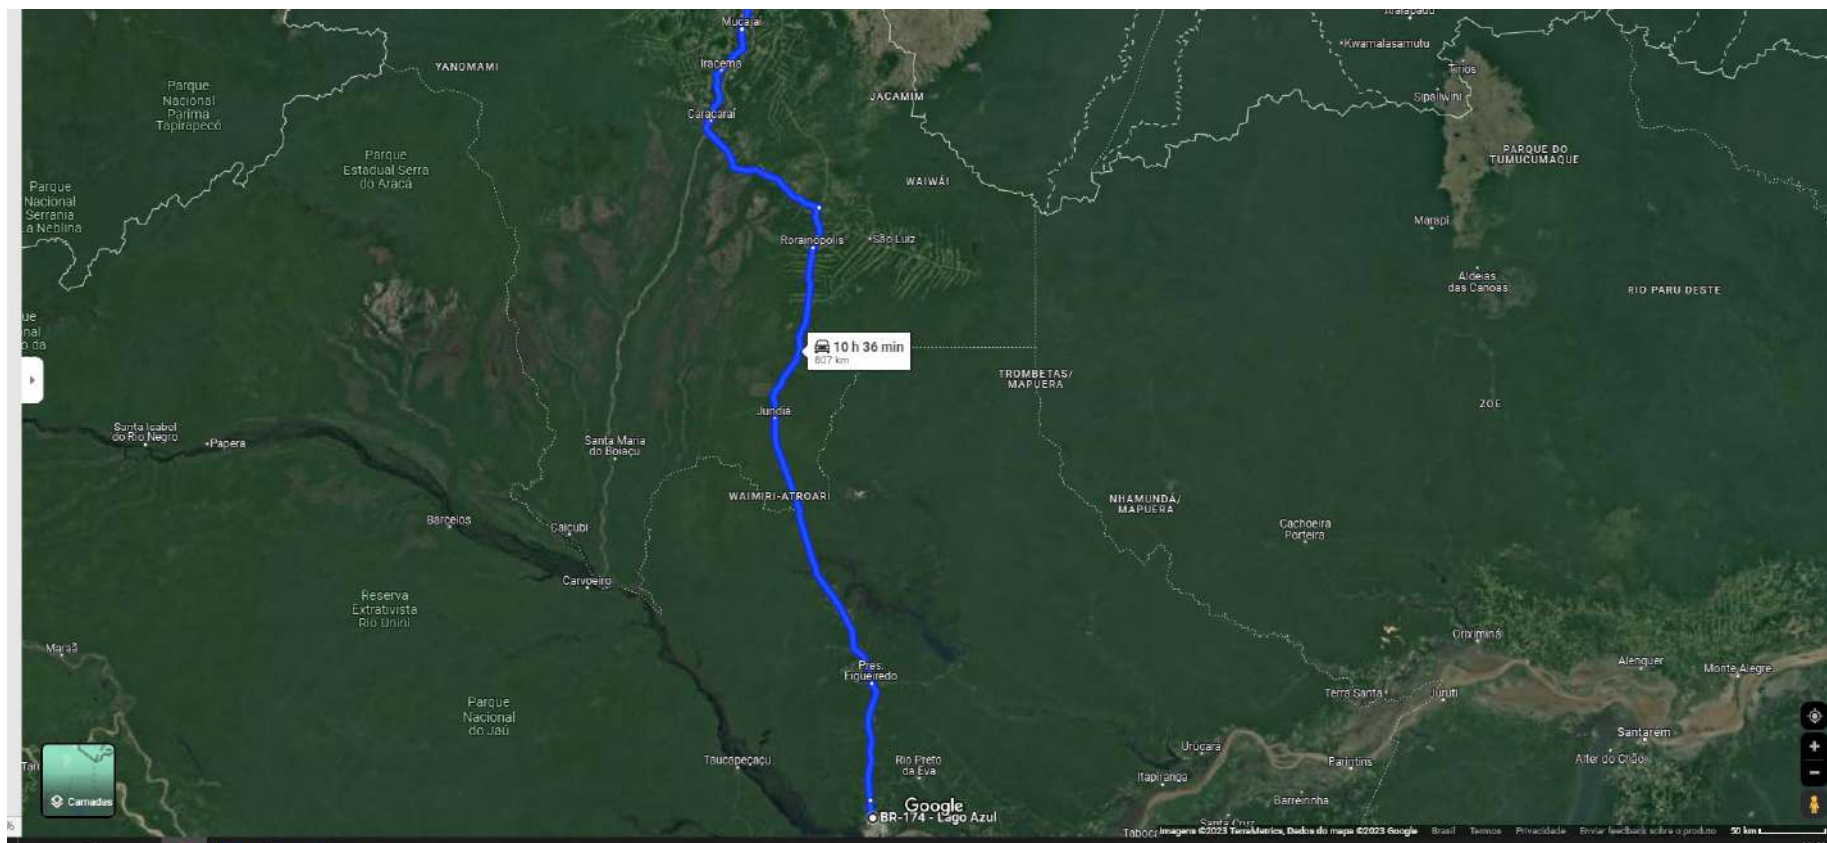 Mucajaí
Arafapadu
Kwamalasamutu
Iracema
YANOMAMI
Tirios
Parque
Nacional
Parima
Tapirapecó
JACAMIM
Sipaliwini
Caracaraí
Parque
Estadual Serra
do Aracá
PARQUE DO
TUMUCUMAQUE
Parque
Nacional
Serrania
La Neblina
WAIWÁI
Marapi
Rorainópolis
São Luiz
Aldeias
das Canoas
RIO PARU DESTE
10 h 36 min
807 km
TROMBETAS/
MAPUERA
ZOÉ
Jundiá
Santa Isabel
do Rio Negro
Papera
Santa Maria
do Boiaçu
WAIMIRI-ATROARI
NHAMUNDÁ/
MAPUERA
Barcelos
Caiçubi
Cachoeira
Porteira
Carvoeiro
Reserva
Extrativista
Rio Unini
Oriximiná
Maraã
Pres.
Figueiredo
Alenquer
Monte Alegre
Terra Santa
Juruti
Parque
Nacional
do Jaú
Santarém
Urucará
Alter do Chão
Taucapeçaçu
Rio Preto
da Eva
Parintins
Itapiranga
Camadas
Barreirinha
Google
BR-174 - Lago Azul
Santa Cruz
Imagens ©2023 TerraMetrics, Dados do mapa ©2023 Google
Brasil
Termos
Privacidade
Enviar feedback sobre o produto
50 km